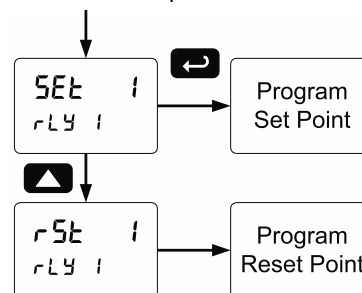 SEt 1
rLY 1
Program
Set Point
rSt 1
rLY 1
Program
Reset Point